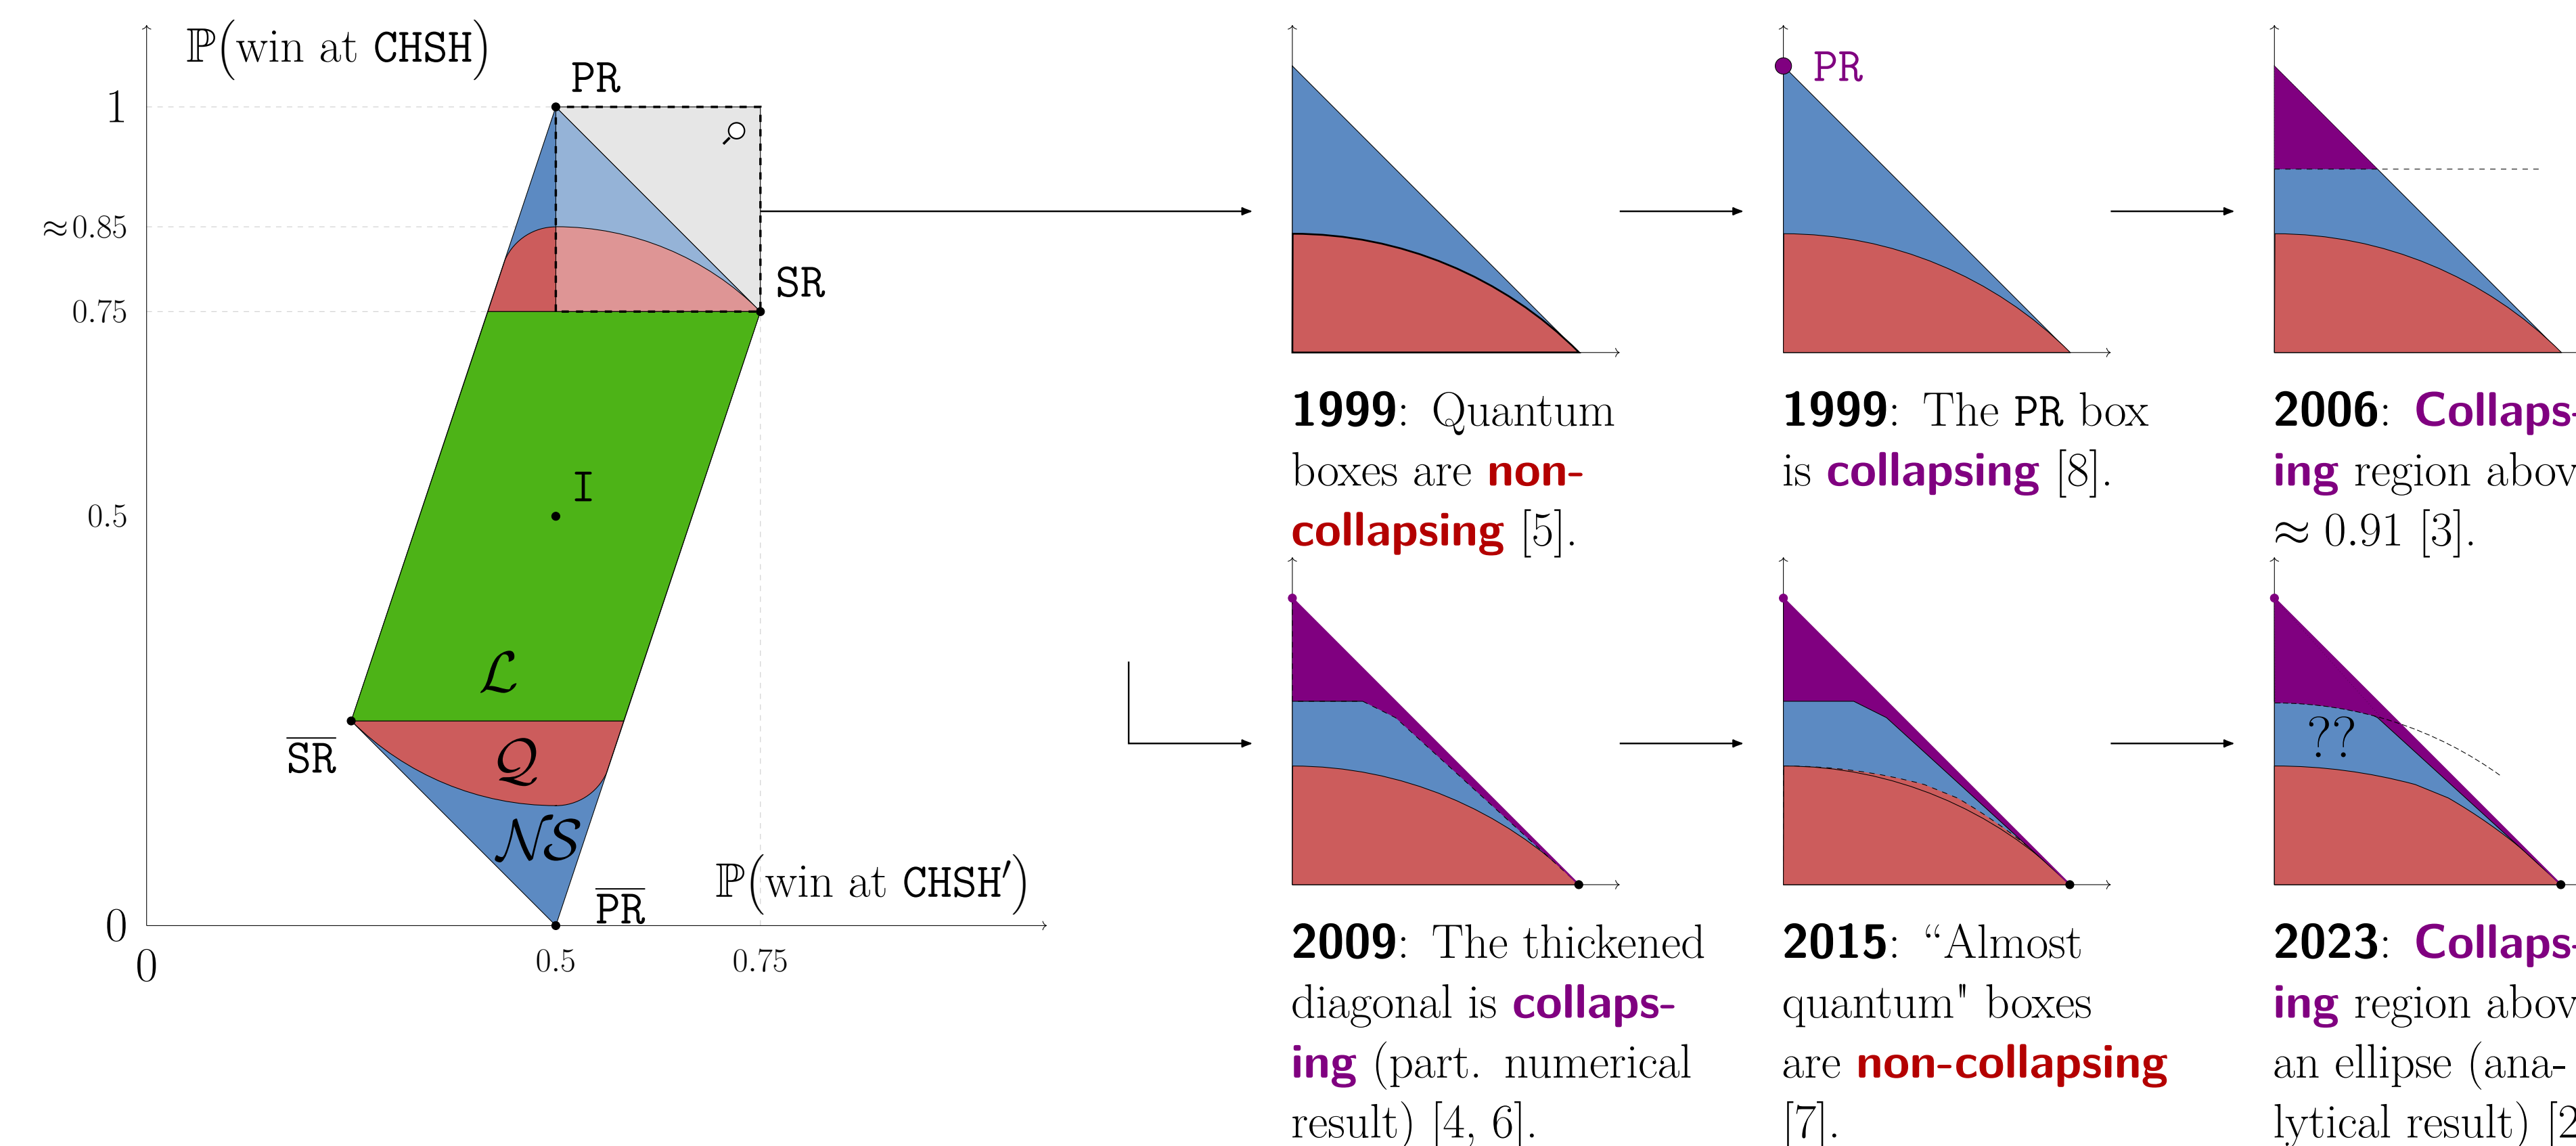 ℙ(win at CHSH)
PR
1
≈0.85
SR
0.75
I
0.5
ℒ
S̅R̅
𝒬
𝒩𝒮
ℙ(win at CHSH′)
P̅R̅
0
0
0.5
0.75
1999: Quantum
boxes are non-
collapsing [5].
PR
1999: The PR box
is collapsing [8].
2006: Collaps-
ing region abov
≈ 0.91 [3].
2009: The thickened
diagonal is collaps-
ing (part. numerical
result) [4, 6].
2015: “Almost
quantum" boxes
are non-collapsing
[7].
??
2023: Collaps-
ing region abov
an ellipse (ana-
lytical result) [2